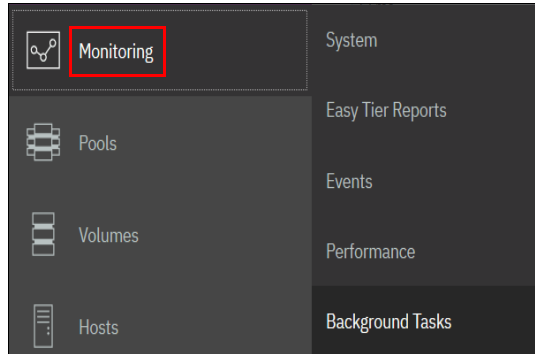 Monitoring
Pools
Volumes
Hosts
System
Easy Tier Reports
Events
Performance
Background Tasks